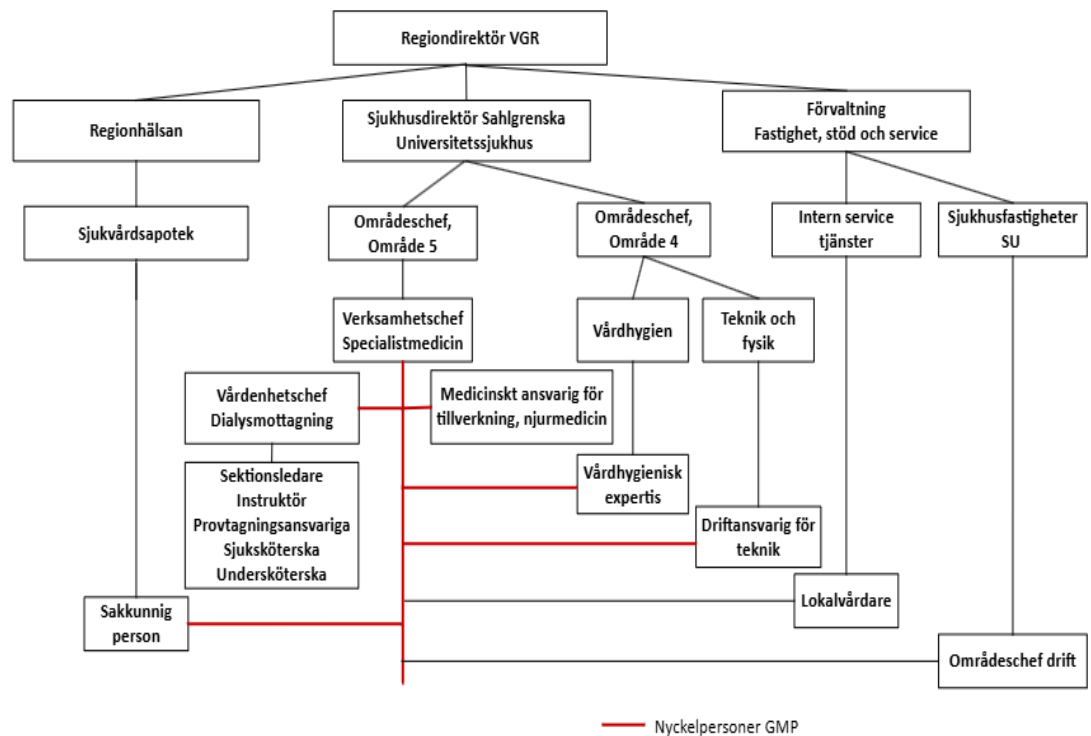 Regiondirektör VGR
Regionhälsan
Sjukhusdirektör Sahlgrenska
Universitetssjukhus
Förvaltning
Fastighet, stöd och service
Sjukvårdsapotek
Områdeschef,
Område 5
Områdeschef,
Område 4
Intern service
tjänster
Sjukhusfastigheter
SU
Verksamhetschef
Specialistmedicin
Vårdhygien
Teknik och
fysik
Vårdenhetschef
Dialysmottagning
Medicinskt ansvarig för
tillverkning, njurmedicin
Sektionsledare
Instruktör
Provtagningsansvariga
Sjuksköterska
Undersköterska
Vårdhygienisk
expertis
Driftansvarig för
teknik
Lokalvårdare
Sakkunnig
person
Områdeschef drift
Nyckelpersoner GMP